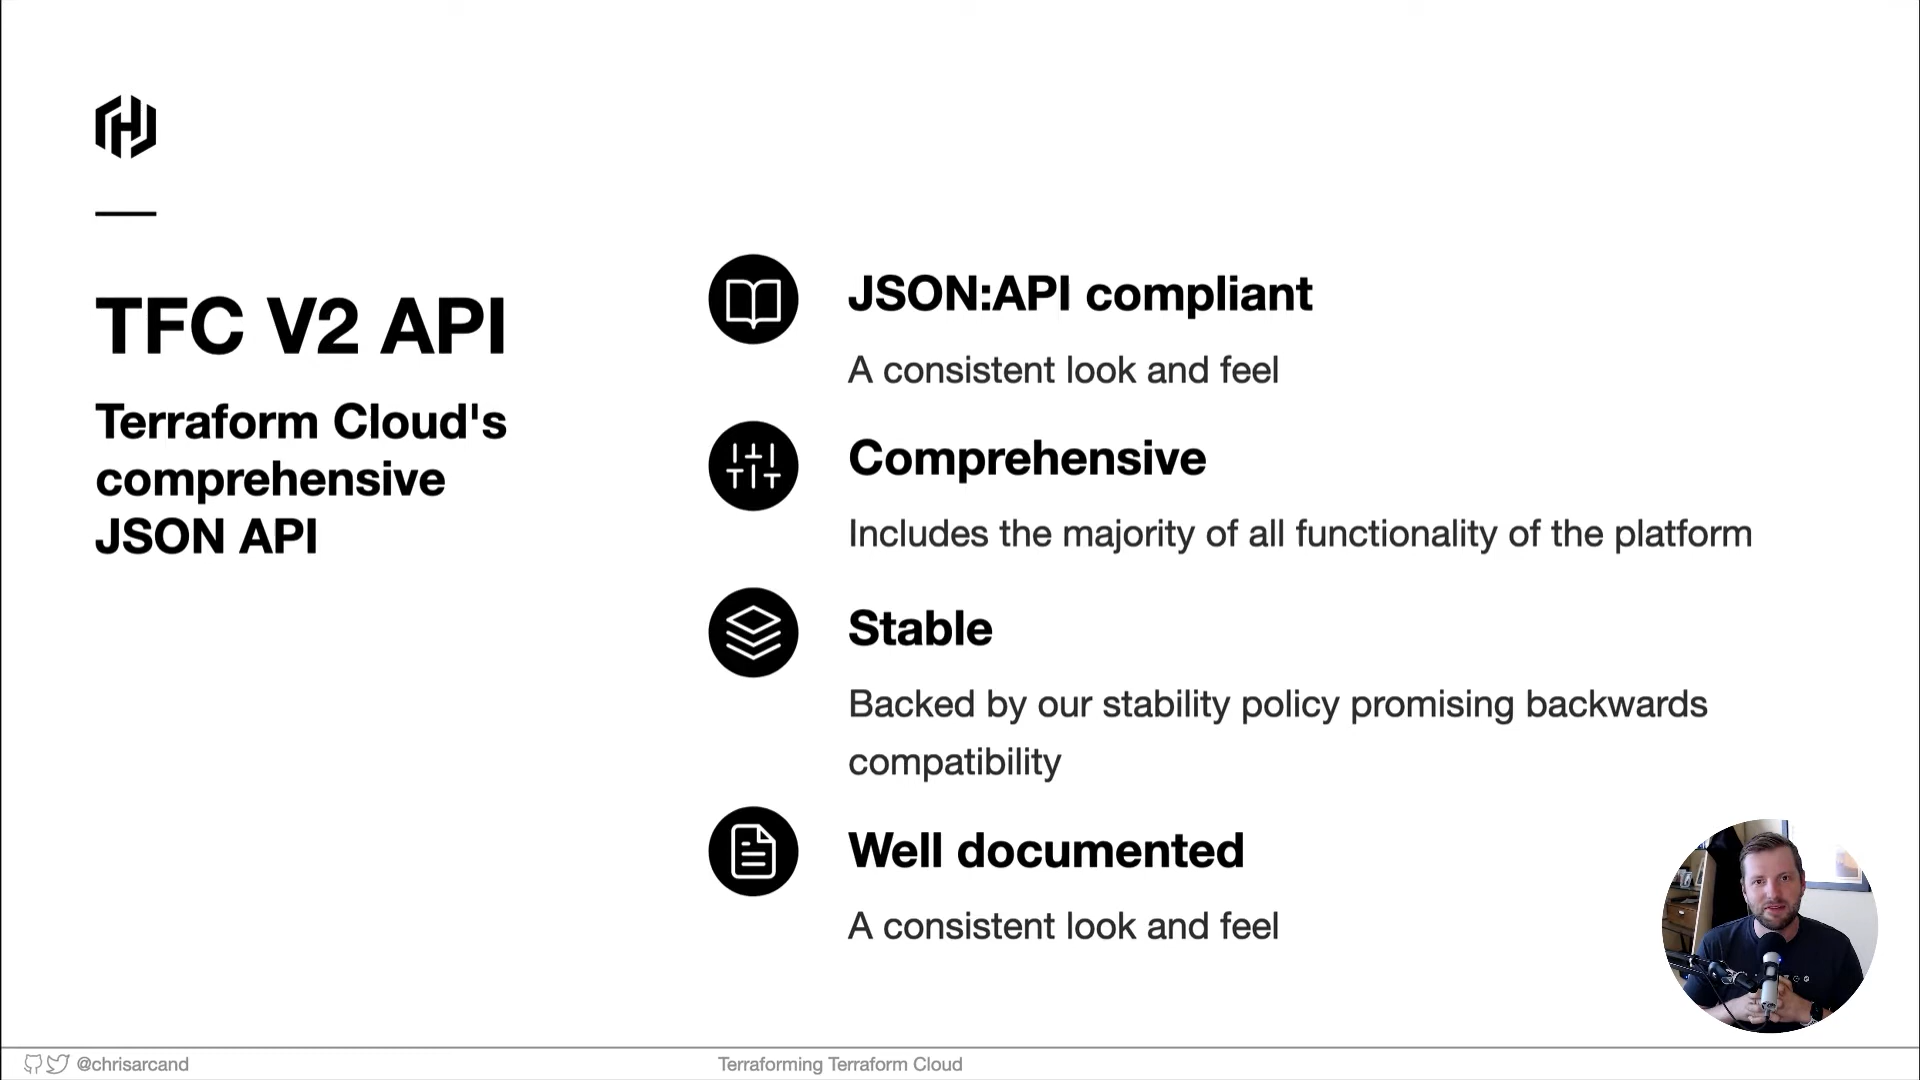 TFC V2 API
Terraform Cloud's
comprehensive
JSON API
JSON:API compliant
A consistent look and feel
Comprehensive
Includes the majority of all functionality of the platform
Stable
Backed by our stability policy promising backwards
compatibility
Well documented
A consistent look and feel
@chrisarcand
Terraforming Terraform Cloud